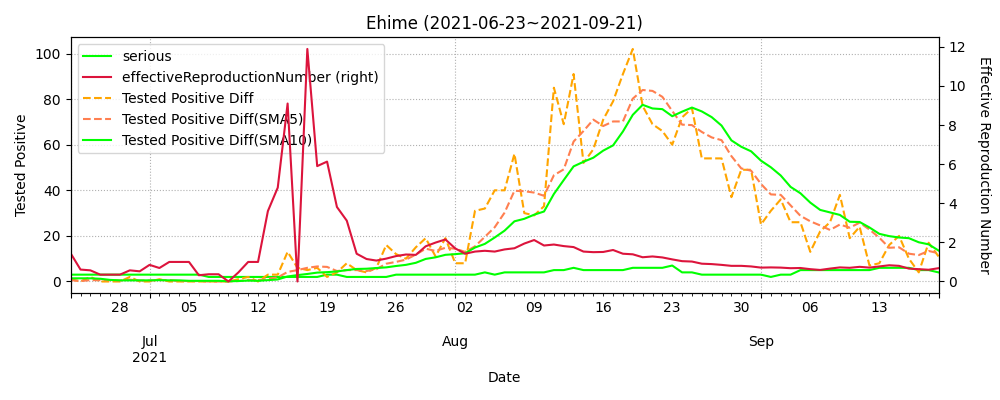 Ehime (2021-06-23~2021-09-21)
serious
effectiveReproductionNumber (right)
Tested Positive Diff
Tested Positive Diff(SMA5)
Tested Positive Diff(SMA10)
Tested Positive
100
80
60
40
20
0
12
10
8
6
4
2
0
Effective Reproduction Number
28 05 12 19 26 02 09 16 23 30 06 13
Jul Aug Sep
2021
Date